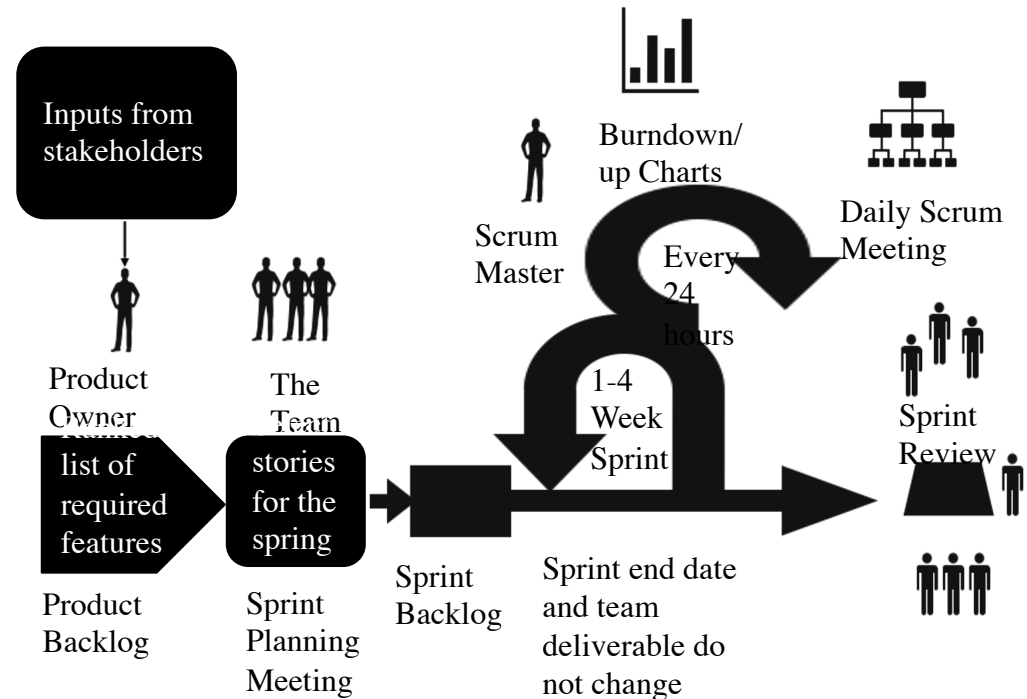 Inputs from
stakeholders
Burndown/
up Charts
Daily Scrum
Meeting
Scrum
Master
Every
24
hours
Product
Owner
The
Team
1-4
Week
Sprint
Sprint
Review
Ranked
list of
required
features
stories
for the
spring
Product
Backlog
Sprint
Planning
Meeting
Sprint
Backlog
Sprint end date
and team
deliverable do
not change